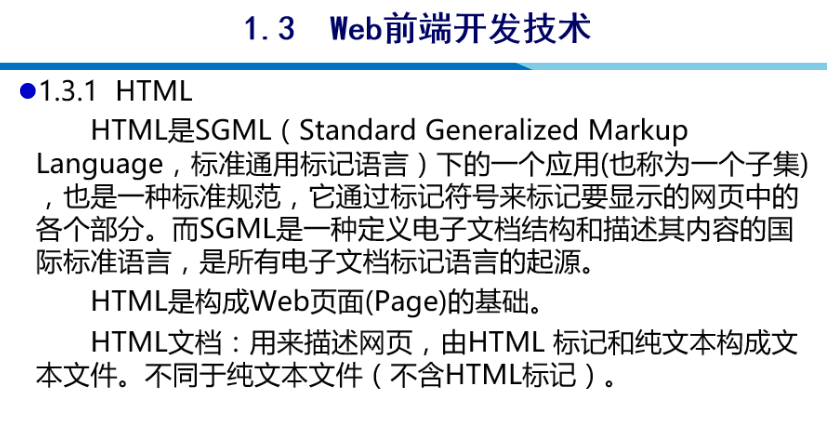 1.3 Web前端开发技术
●1.3.1 HTML
HTML是SGML（Standard Generalized Markup
Language，标准通用标记语言）下的一个应用(也称为一个子集)
，也是一种标准规范，它通过标记符号来标记要显示的网页中的
各个部分。而SGML是一种定义电子文档结构和描述其内容的国
际标准语言，是所有电子文档标记语言的起源。
HTML是构成Web页面(Page)的基础。
HTML文档：用来描述网页，由HTML 标记和纯文本构成文
本文件。不同于纯文本文件（不含HTML标记）。